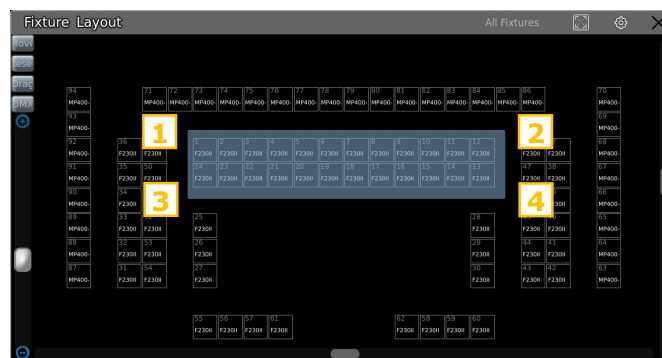 Fixture Layout All Fixtures
DMX
94 71 72 73 74 75 76 77 78 79 80 81 82 83 84 85 86 70
MP400- MP400- MP400- MP400- MP400- MP400- MP400- MP400- MP400- MP400- MP400- MP400- MP400- MP400- MP400- MP400- MP400- MP400-
93 69
MP400- 1 2 MP400-
92 36 1 2 3 4 5 6 7 8 9 10 11 12 68
MP400- F230II F230II F230II F230II F230II F230II F230II F230II F230II F230II F230II F230II F230II F230II F230II F230II MP400-
91 35 50 24 23 22 21 20 19 18 17 16 15 14 13 47 38 67
MP400- F230II F230II F230II F230II F230II F230II F230II F230II F230II F230II F230II F230II F230II F230II F230II F230II MP400-
90 34 66
MP400- F230II 3 4 MP400-
89 33 25 28 65
MP400- F230II F230II F230II F230II F230II F230II MP400-
88 32 53 26 29 44 41 64
MP400- F230II F230II F230II F230II F230II F230II MP400-
87 31 54 27 30 43 42 63
MP400- F230II F230II F230II F230II F230II F230II MP400-
55 56 57 61 62 58 59 60
F230II F230II F230II F230II F230II F230II F230II F230II